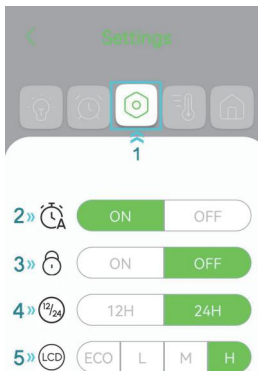 Settings
1
2» A ON OFF
3» ON OFF
4» 12/24 12H 24H
5» LCD ECO L M H